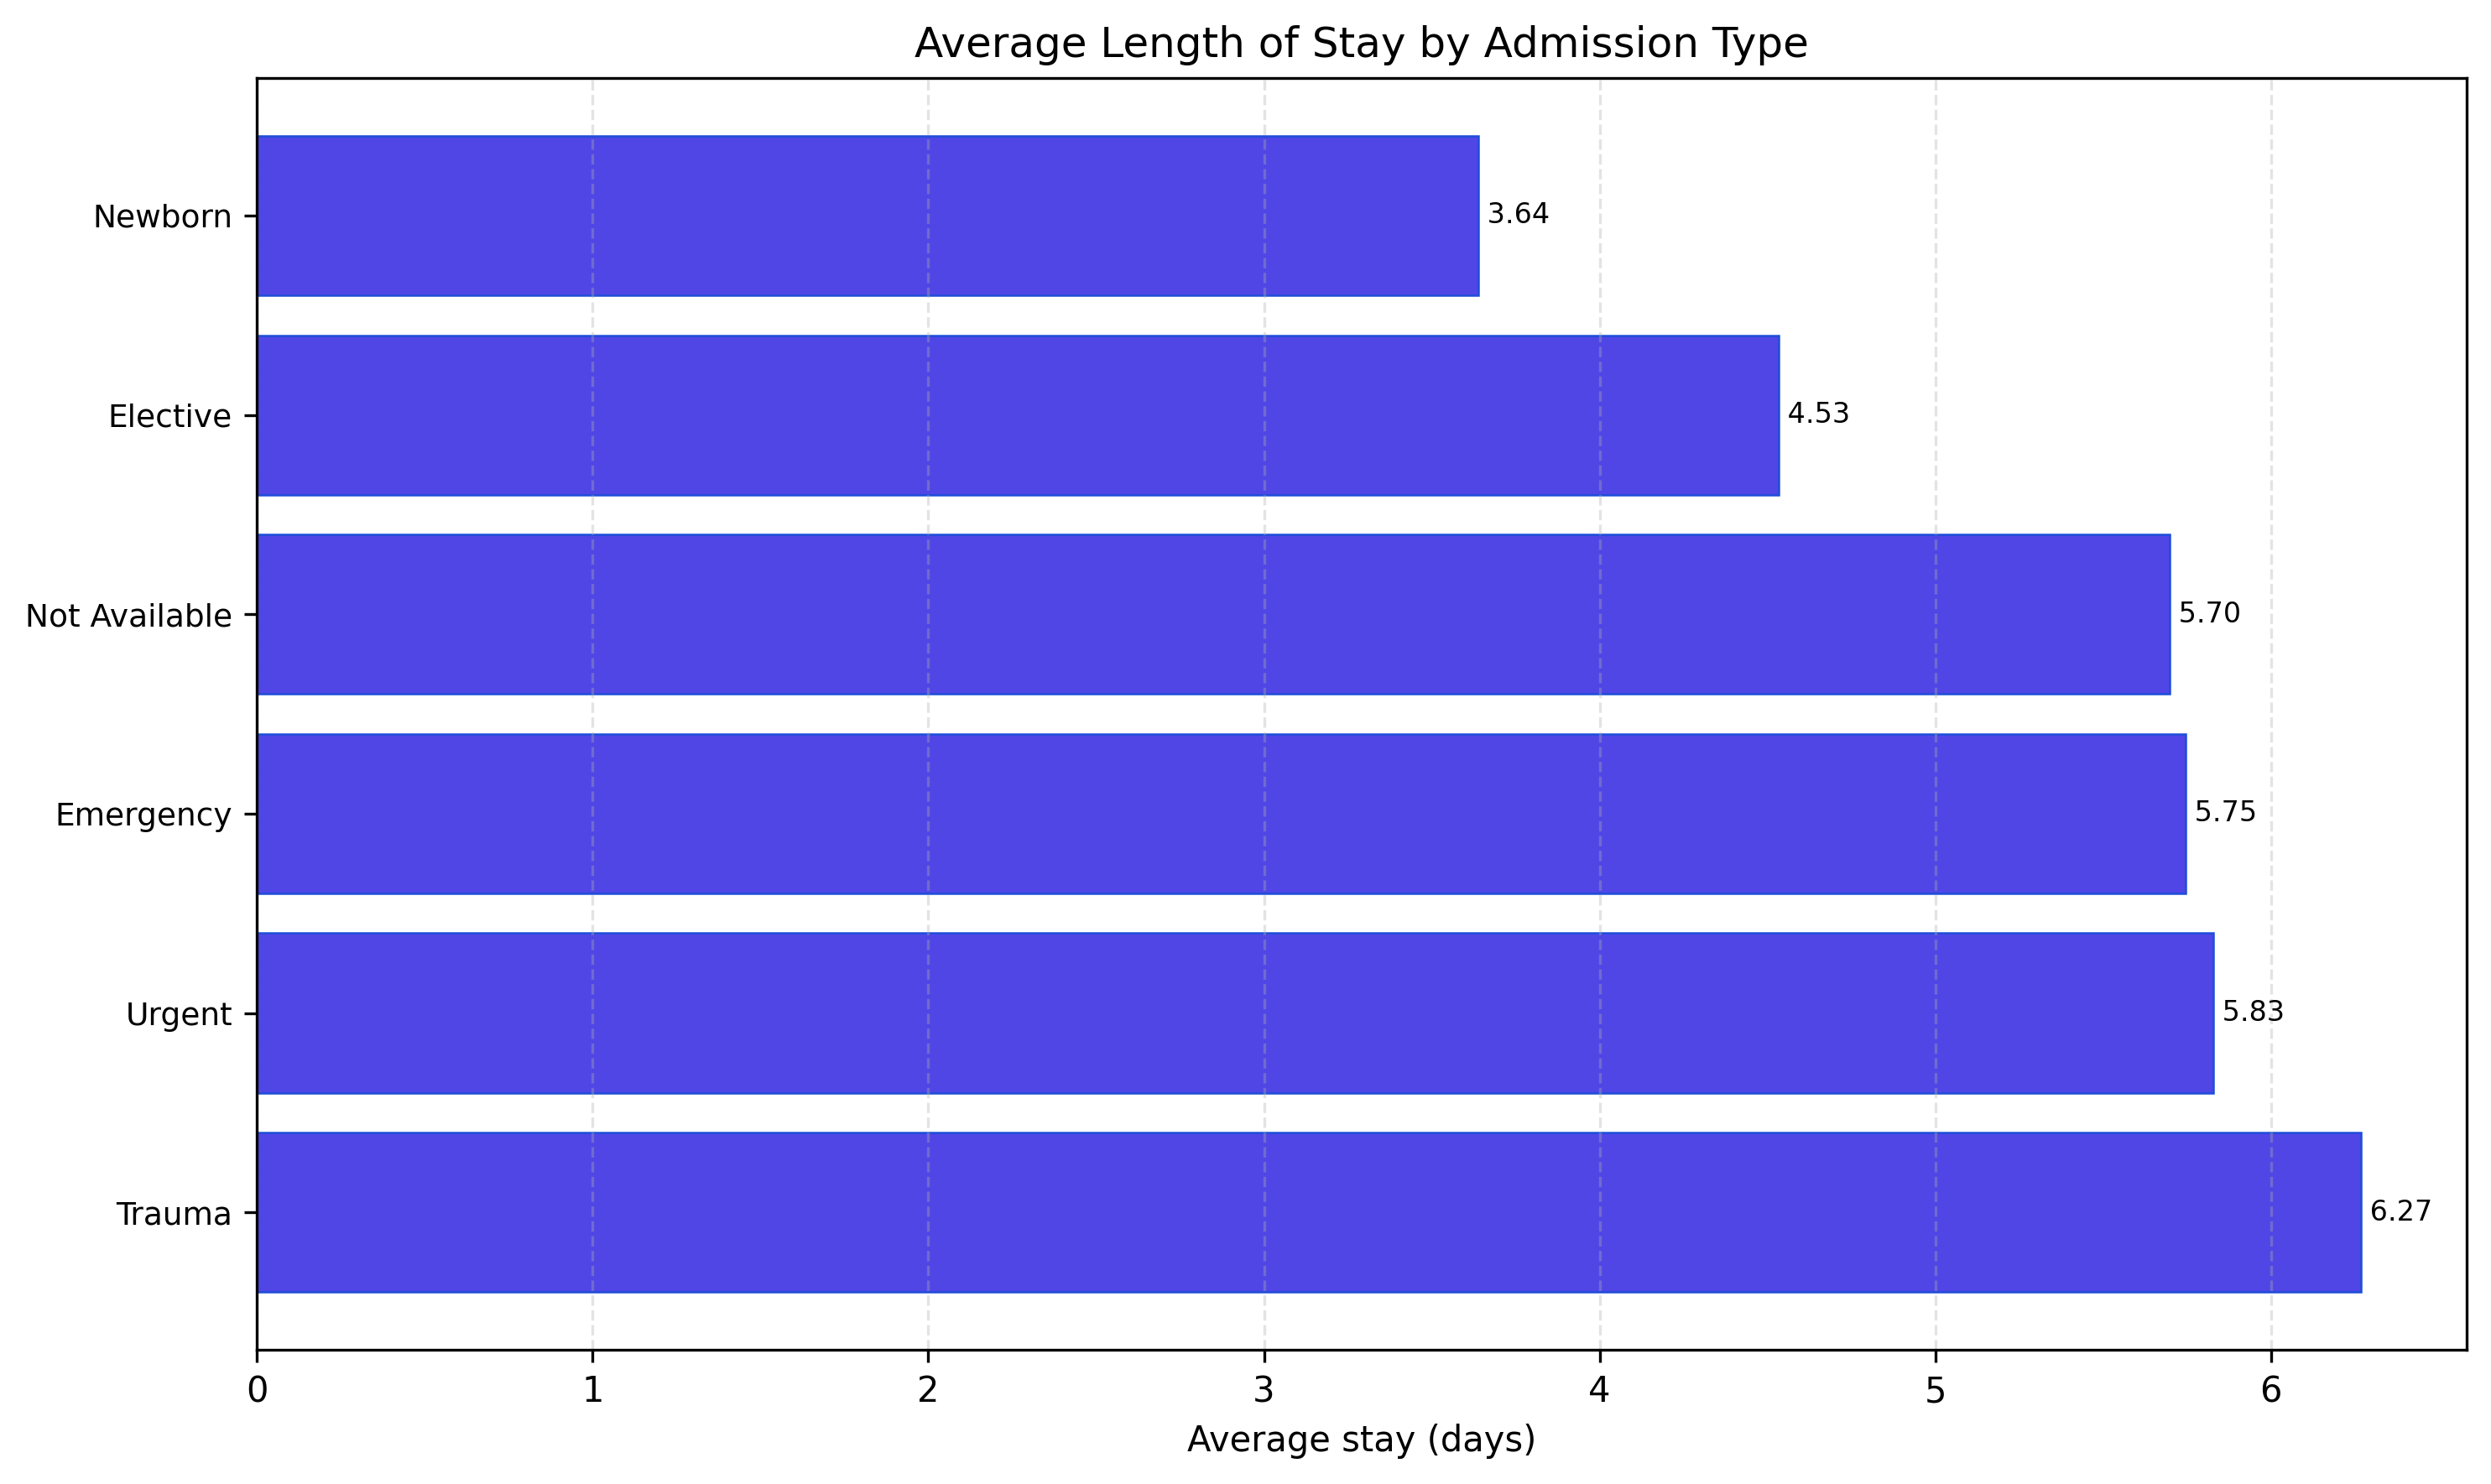 Average Length of Stay by Admission Type
Newborn
3.64
Elective
4.53
Not Available
5.70
Emergency
5.75
Urgent
5.83
Trauma
6.27
0 1 2 3 4 5 6
Average stay (days)